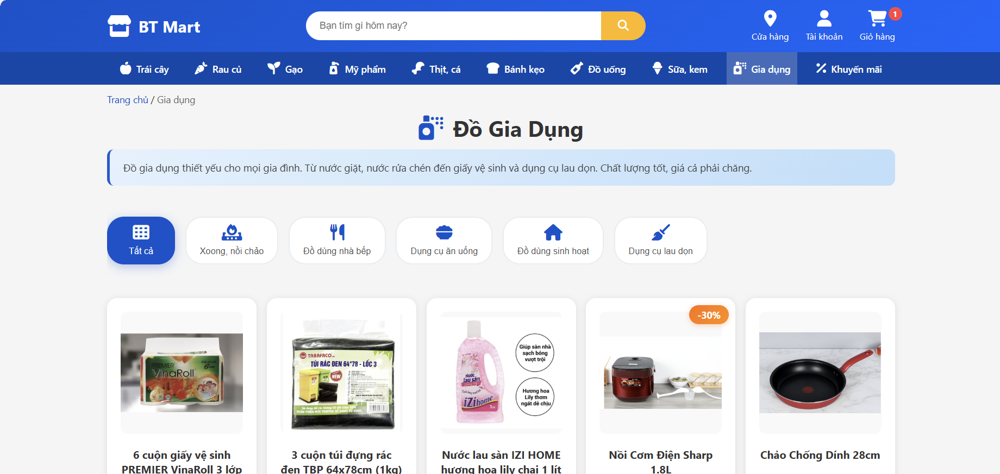 BT Mart
Bạn tìm gì hôm nay?
Cửa hàng
Tài khoản
1
Giỏ hàng
Trái cây
Rau củ
Gạo
Mỹ phẩm
Thịt, cá
Bánh kẹo
Đồ uống
Sữa, kem
Gia dụng
Khuyến mãi
Trang chủ / Gia dụng
Đồ Gia Dụng
Đồ gia dụng thiết yếu cho mọi gia đình. Từ nước giặt, nước rửa chén đến giấy vệ sinh và dụng cụ lau dọn. Chất lượng tốt, giá cả phải chăng.
Tất cả
Xoong, nồi chảo
Đồ dùng nhà bếp
Dụng cụ ăn uống
Đồ dùng sinh hoạt
Dụng cụ lau dọn
PREMIER
VinaRoll
6
6 cuộn giấy vệ sinh
PREMIER VinaRoll 3 lớp
TABAFACO
TÚI RÁC ĐEN 64*78 - LỐC 3
NEW
3 cuộn túi đựng rác
đen TBP 64x78cm (1kg)
Nước
lau sàn
iZi home
1 lít
Giúp sàn nhà
sạch bóng
vượt trội
Hương hoa
Lily thơm
ngát dễ chịu
Nước lau sàn IZI HOME
hương hoa lily chai 1 lít
-30%
Nồi Cơm Điện Sharp
1.8L
Chảo Chống Dính 28cm